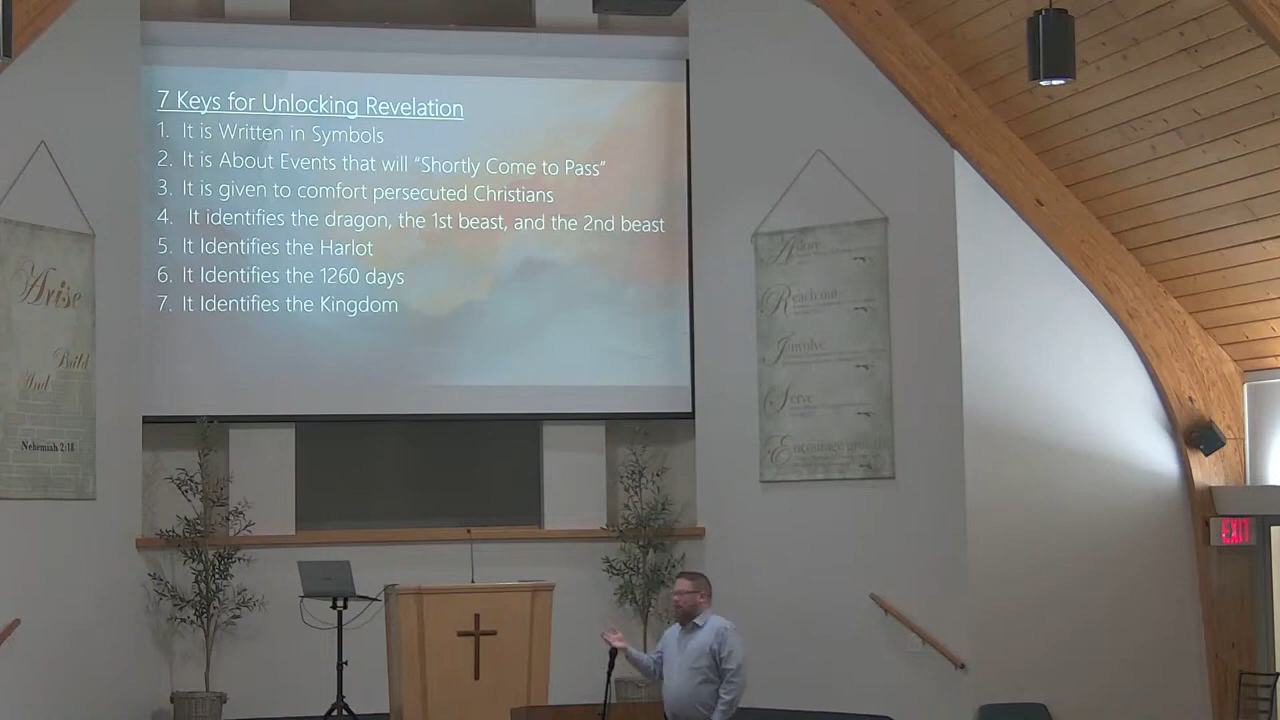 7 Keys for Unlocking Revelation
1. It is Written in Symbols
2. It is About Events that will “Shortly Come to Pass”
3. It is given to comfort persecuted Christians
4. It identifies the dragon, the 1st beast, and the 2nd beast
5. It Identifies the Harlot
6. It Identifies the 1260 days
7. It Identifies the Kingdom
Arise
And Build
Nehemiah 2:18
Adore
Reach out
Involve
Serve
EXIT